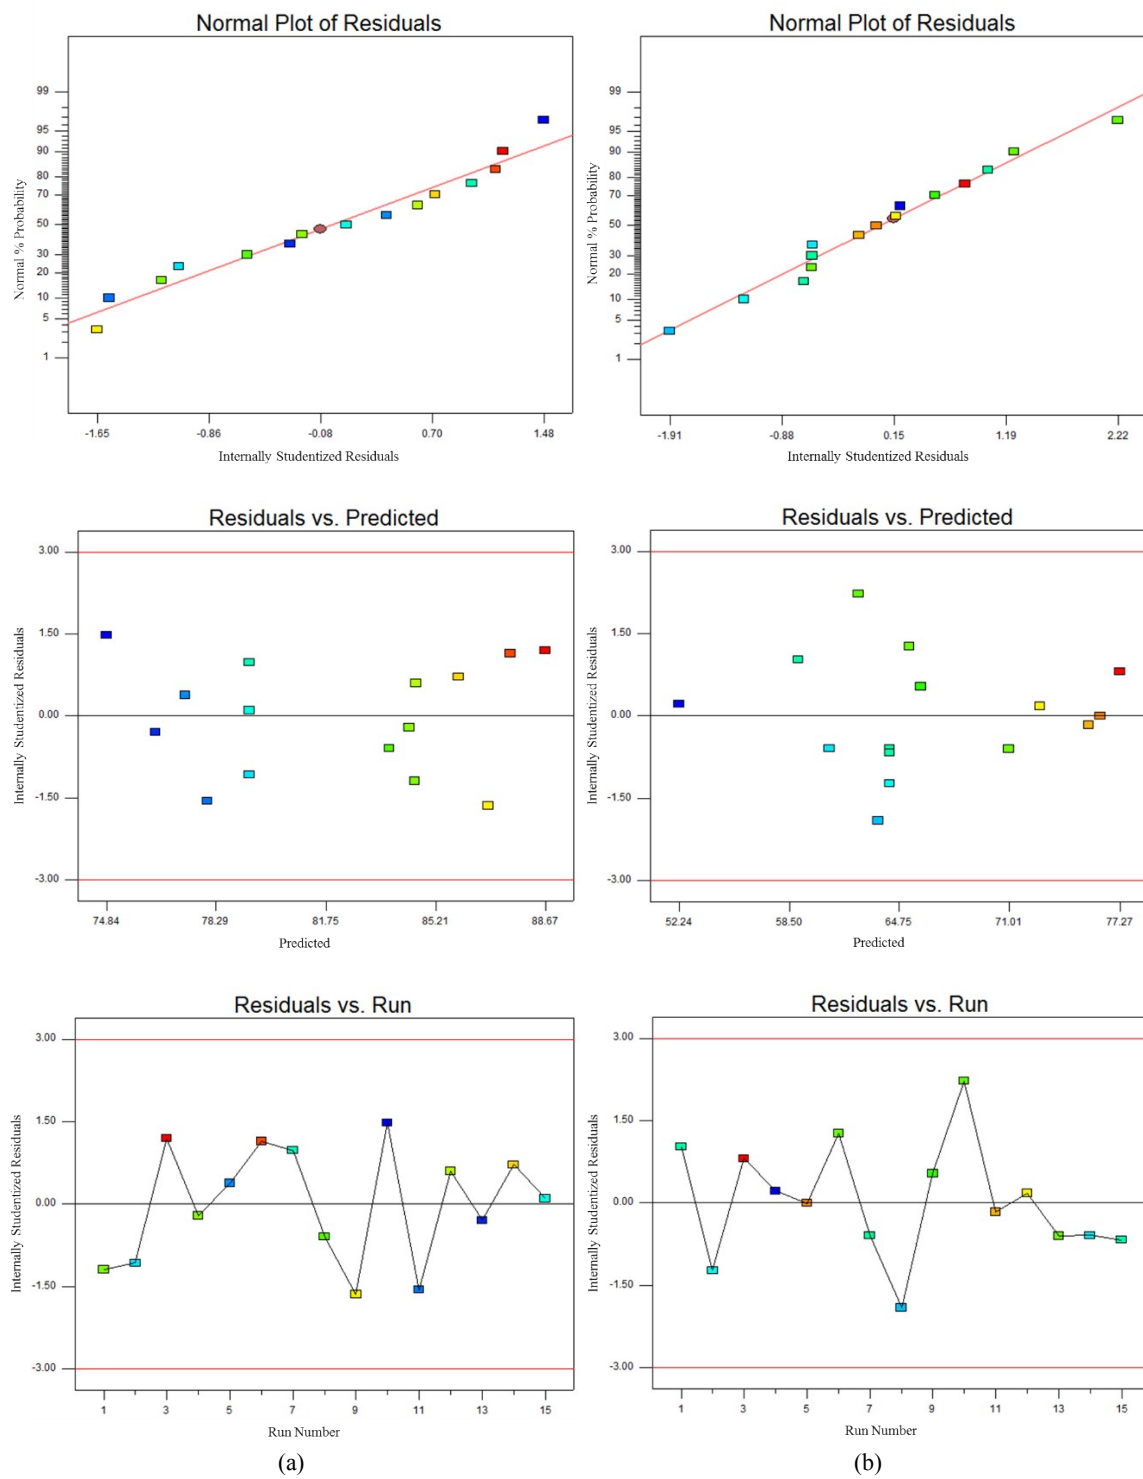 Normal Plot of Residuals
Normal % Probability
99
95
90
80
70
50
30
20
10
5
1
-1.65 -0.86 -0.08 0.70 1.48
Internally Studentized Residuals
Normal Plot of Residuals
Normal % Probability
99
95
90
80
70
50
30
20
10
5
1
-1.91 -0.88 0.15 1.19 2.22
Internally Studentized Residuals
Residuals vs. Predicted
Internally Studentized Residuals
3.00
1.50
0.00
-1.50
-3.00
74.84 78.29 81.75 85.21 88.67
Predicted
Residuals vs. Predicted
Internally Studentized Residuals
3.00
1.50
0.00
-1.50
-3.00
52.24 58.50 64.75 71.01 77.27
Predicted
Residuals vs. Run
Internally Studentized Residuals
3.00
1.50
0.00
-1.50
-3.00
1 3 5 7 9 11 13 15
Run Number
Residuals vs. Run
Internally Studentized Residuals
3.00
1.50
0.00
-1.50
-3.00
1 3 5 7 9 11 13 15
Run Number
(a) (b)